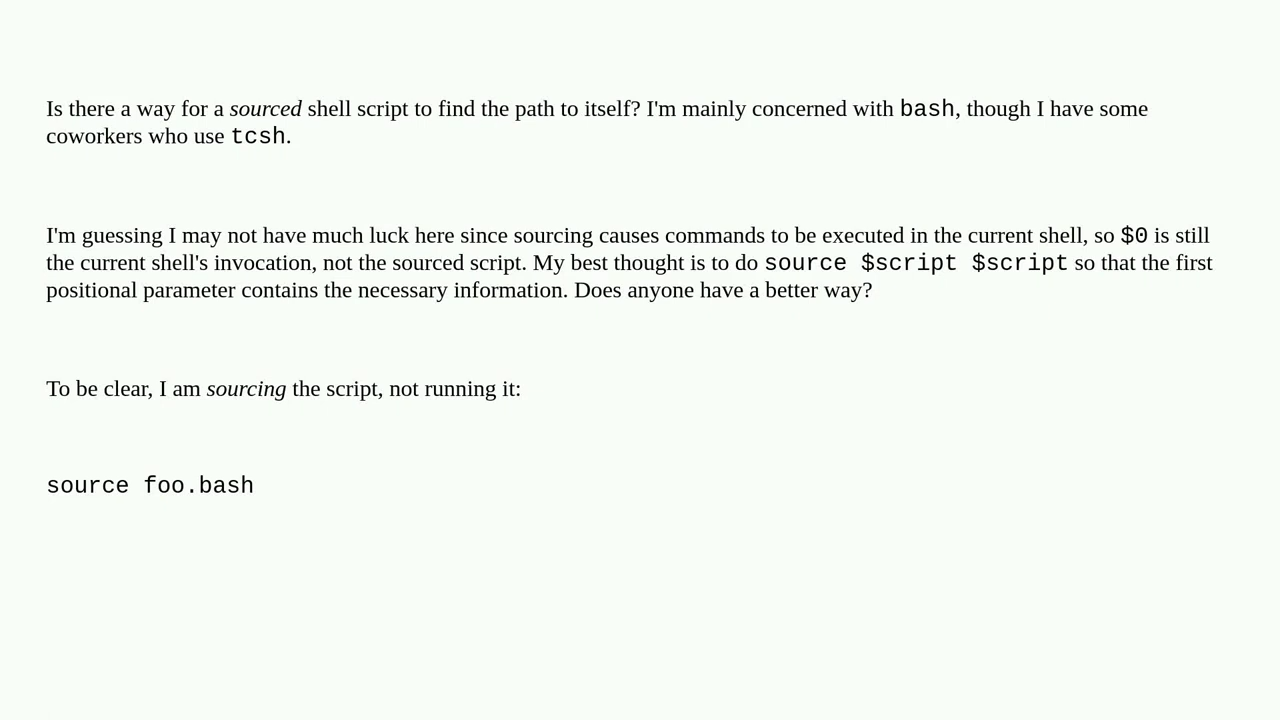 Is there a way for a sourced shell script to find the path to itself? I'm mainly concerned with bash, though I have some
coworkers who use tcsh.
I'm guessing I may not have much luck here since sourcing causes commands to be executed in the current shell, so $0 is still
the current shell's invocation, not the sourced script. My best thought is to do source $script $script so that the first
positional parameter contains the necessary information. Does anyone have a better way?
To be clear, I am sourcing the script, not running it:
source foo.bash